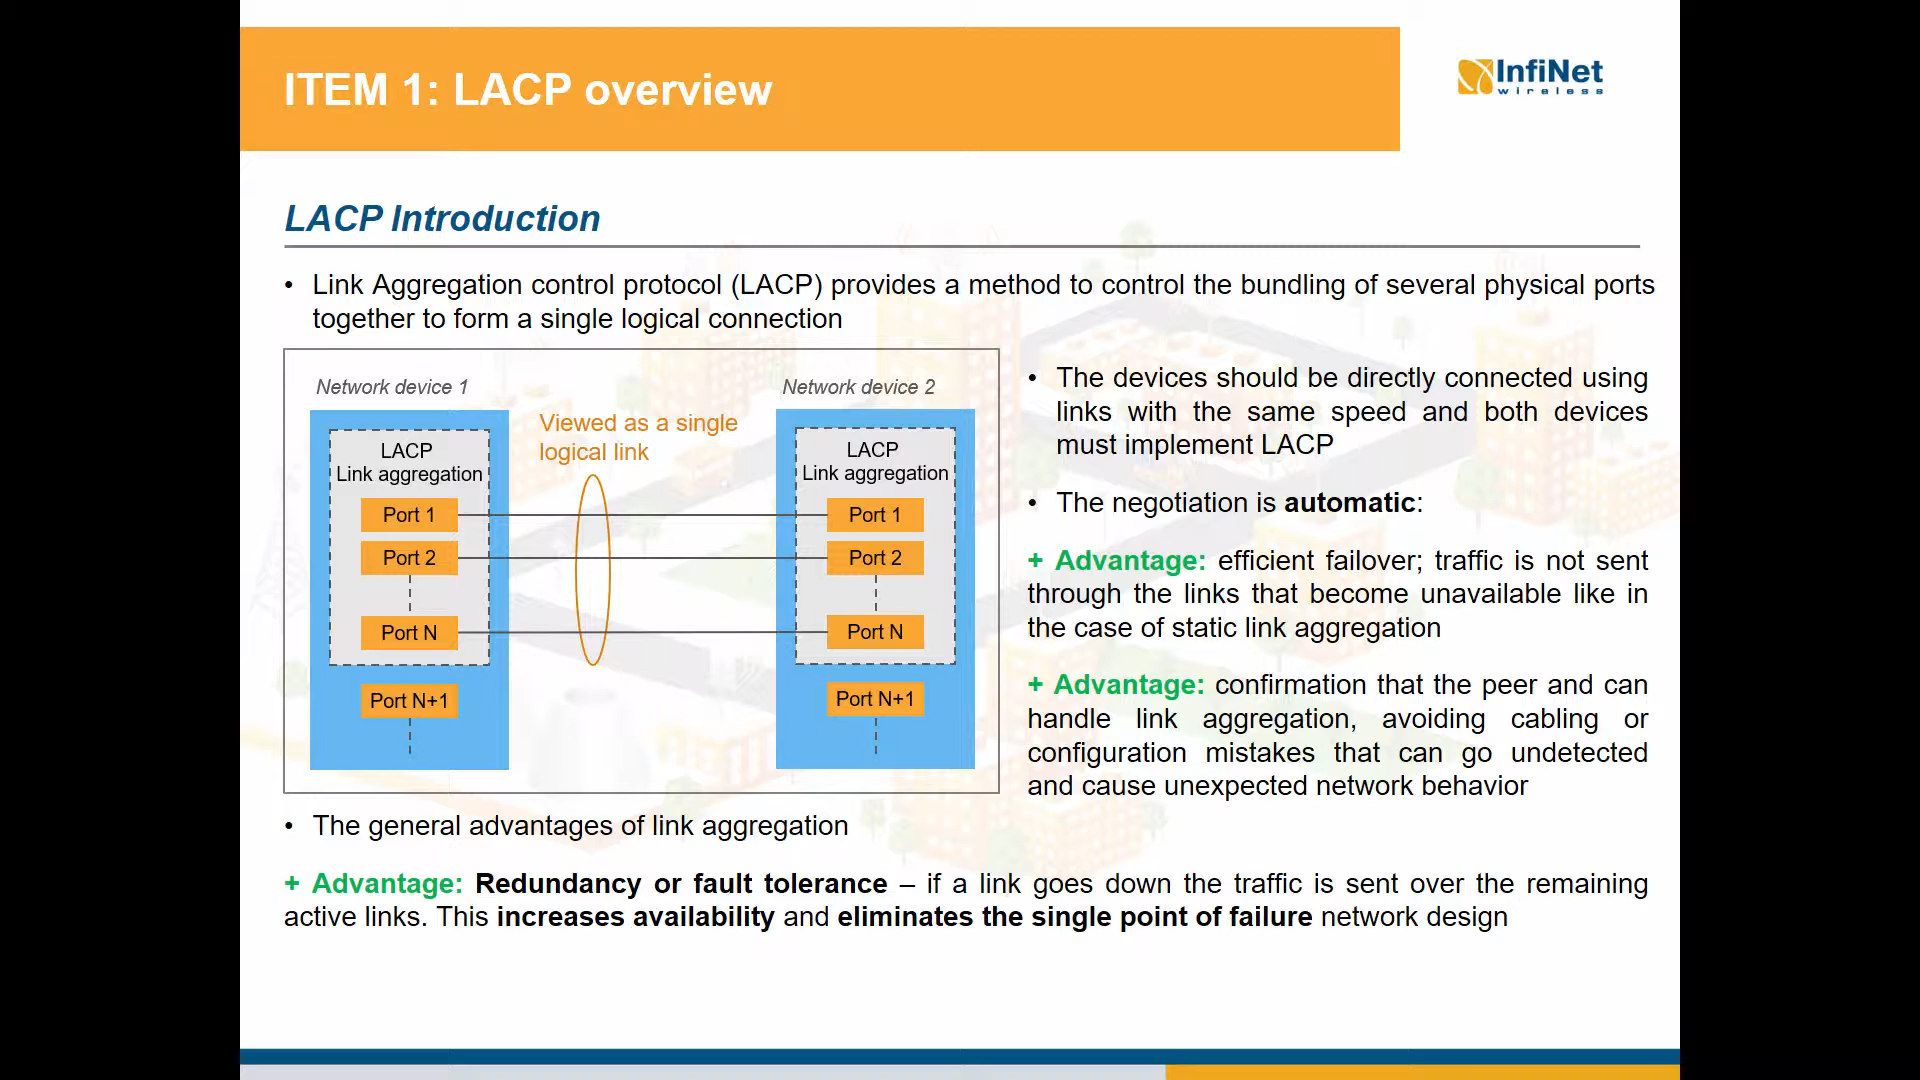 ITEM 1: LACP overview
InfiNet
wireless
LACP Introduction
• Link Aggregation control protocol (LACP) provides a method to control the bundling of several physical ports
together to form a single logical connection
Network device 1
Network device 2
Viewed as a single
logical link
LACP
Link aggregation
Port 1
Port 2
Port N
Port N+1
LACP
Link aggregation
Port 1
Port 2
Port N
Port N+1
• The devices should be directly connected using
links with the same speed and both devices
must implement LACP
• The negotiation is automatic:
+ Advantage: efficient failover; traffic is not sent
through the links that become unavailable like in
the case of static link aggregation
+ Advantage: confirmation that the peer and can
handle link aggregation, avoiding cabling or
configuration mistakes that can go undetected
and cause unexpected network behavior
• The general advantages of link aggregation
+ Advantage: Redundancy or fault tolerance – if a link goes down the traffic is sent over the remaining
active links. This increases availability and eliminates the single point of failure network design